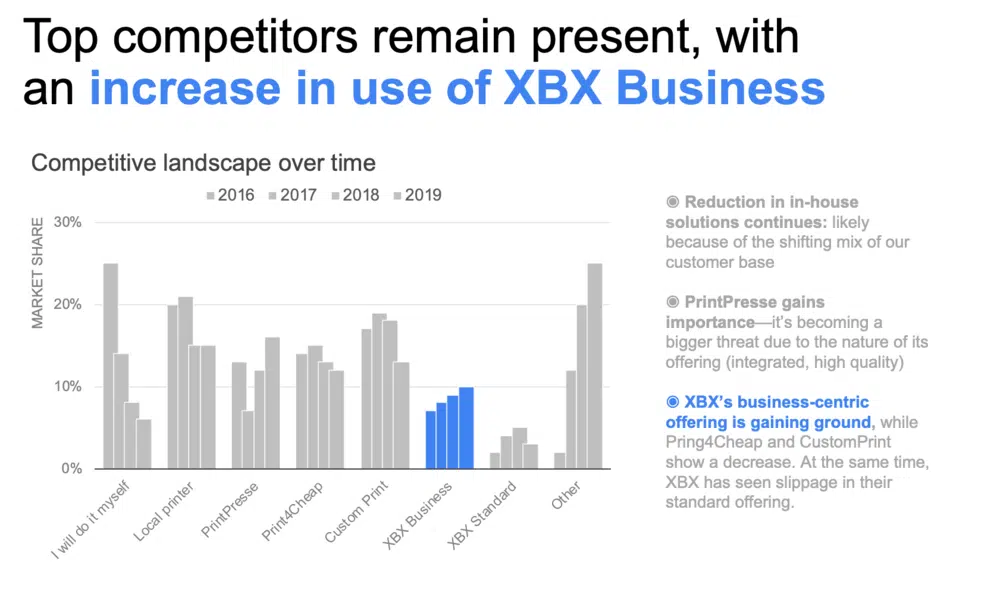 Top competitors remain present, with
an increase in use of XBX Business
Competitive landscape over time
2016 2017 2018 2019
MARKET SHARE
30%
20%
10%
0%
I will do it myself
Local printer
PrintPresse
Print4Cheap
Custom Print
XBX Business
XBX Standard
Other
◉ Reduction in in-house
solutions continues: likely
because of the shifting mix of our
customer base
◉ PrintPresse gains
importance—it's becoming a
bigger threat due to the nature of its
offering (integrated, high quality)
◉ XBX's business-centric
offering is gaining ground, while
Pring4Cheap and CustomPrint
show a decrease. At the same time,
XBX has seen slippage in their
standard offering.